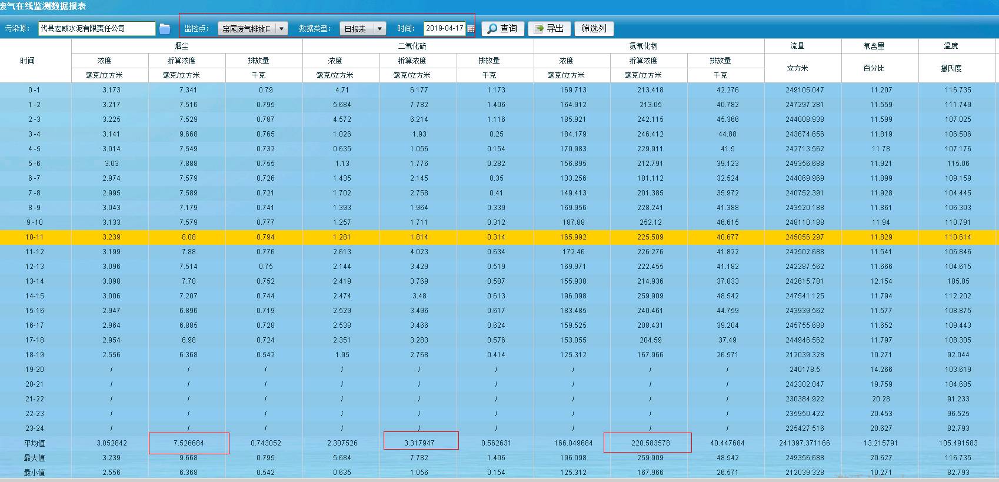 废气在线监测数据报表
污染源： 代县宏威水泥有限责任公司 监控点： 窑尾废气排放口 数据类型： 日报表 时间： 2019-04-17 查询 导出 筛选列
时间 烟尘 二氧化硫 氮氧化物 流量 氧含量 温度
浓度 折算浓度 排放量 浓度 折算浓度 排放量 浓度 折算浓度 排放量 立方米 百分比 摄氏度
毫克/立方米 毫克/立方米 千克 毫克/立方米 毫克/立方米 千克 毫克/立方米 毫克/立方米 千克
0-1 3.173 7.341 0.79 4.71 6.177 1.173 169.713 213.418 42.276 249105.047 11.207 116.735
1-2 3.217 7.516 0.795 5.684 7.782 1.406 164.912 213.05 40.782 247297.281 11.559 111.749
2-3 3.225 7.529 0.787 4.572 6.214 1.116 185.921 242.115 45.366 244008.938 11.599 107.025
3-4 3.141 9.668 0.765 1.026 1.93 0.25 184.179 246.412 44.88 243674.656 11.819 106.506
4-5 3.014 7.549 0.732 0.635 1.056 0.154 170.983 229.911 41.5 242713.562 11.78 107.176
5-6 3.03 7.888 0.755 1.13 1.776 0.282 156.895 212.791 39.123 249356.688 11.921 115.06
6-7 2.974 7.579 0.726 1.435 2.145 0.35 133.256 181.112 32.524 244069.969 11.899 109.159
7-8 2.995 7.589 0.721 1.702 2.758 0.41 149.413 201.385 35.972 240752.391 11.928 104.445
8-9 3.043 7.179 0.741 1.393 1.964 0.339 169.956 228.241 41.388 243520.188 11.861 106.303
9-10 3.133 7.579 0.777 1.257 1.711 0.312 187.88 252.12 46.615 248110.188 11.94 110.791
10-11 3.239 8.08 0.794 1.281 1.814 0.314 165.992 225.509 40.677 245056.297 11.829 110.614
11-12 3.199 7.88 0.776 2.613 4.023 0.634 172.46 226.276 41.822 242502.688 11.541 106.846
12-13 3.096 7.514 0.75 2.144 3.429 0.519 169.971 222.455 41.182 242287.562 11.666 104.615
13-14 3.098 7.78 0.752 2.419 3.769 0.587 155.938 214.936 37.833 242615.781 12.154 105.05
14-15 3.006 7.207 0.744 2.474 3.48 0.613 196.098 259.909 48.542 247541.125 11.794 112.202
15-16 2.947 6.896 0.719 2.529 3.496 0.617 183.485 240.461 44.759 243939.562 11.577 108.875
16-17 2.964 6.885 0.728 2.538 3.466 0.624 159.525 208.431 39.204 245755.688 11.652 109.443
17-18 2.954 6.98 0.724 2.351 3.283 0.576 153.055 204.59 37.49 244946.562 11.797 108.305
18-19 2.556 6.368 0.542 1.95 2.768 0.414 125.312 167.966 26.571 212039.328 10.271 92.044
19-20 / / / / / / / / / 240178.5 14.266 103.619
20-21 / / / / / / / / / 242302.047 19.759 104.685
21-22 / / / / / / / / / 230384.922 20.28 91.233
22-23 / / / / / / / / / 235950.422 20.453 96.525
23-24 / / / / / / / / / 225427.516 20.627 82.793
平均值 3.052842 7.526684 0.743052 2.307526 3.317947 0.562631 166.049684 220.583578 40.447684 241397.371166 13.215791 105.491583
最大值 3.239 9.668 0.795 5.684 7.782 1.406 196.098 259.909 48.542 249356.688 20.627 116.735
最小值 2.556 6.368 0.542 0.635 1.056 0.154 125.312 167.966 26.571 212039.328 10.271 82.793